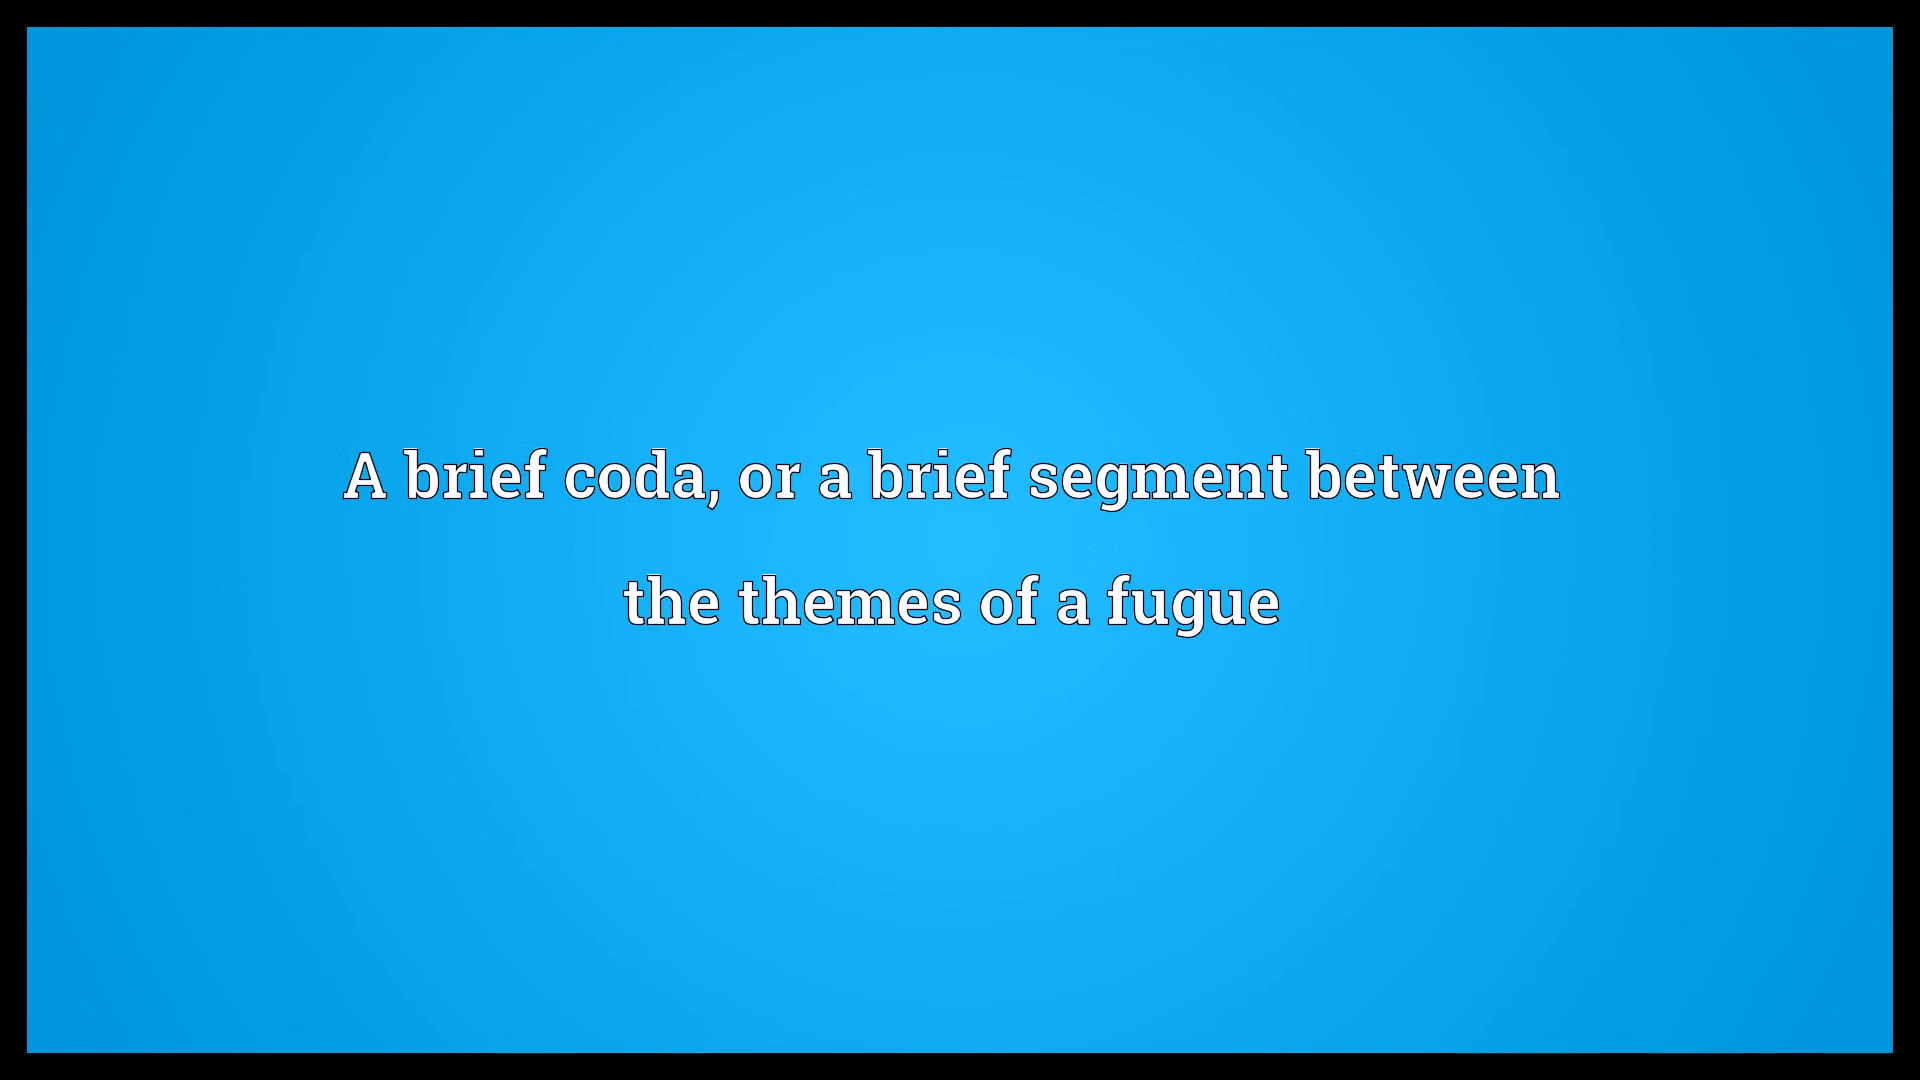 A brief coda, or a brief segment between
the themes of a fugue